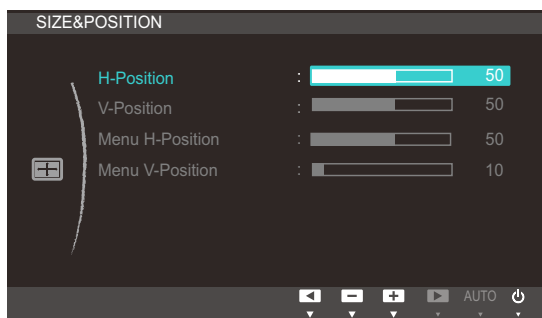 SIZE&POSITION
H-Position : 50
V-Position : 50
Menu H-Position : 50
Menu V-Position : 10
AUTO